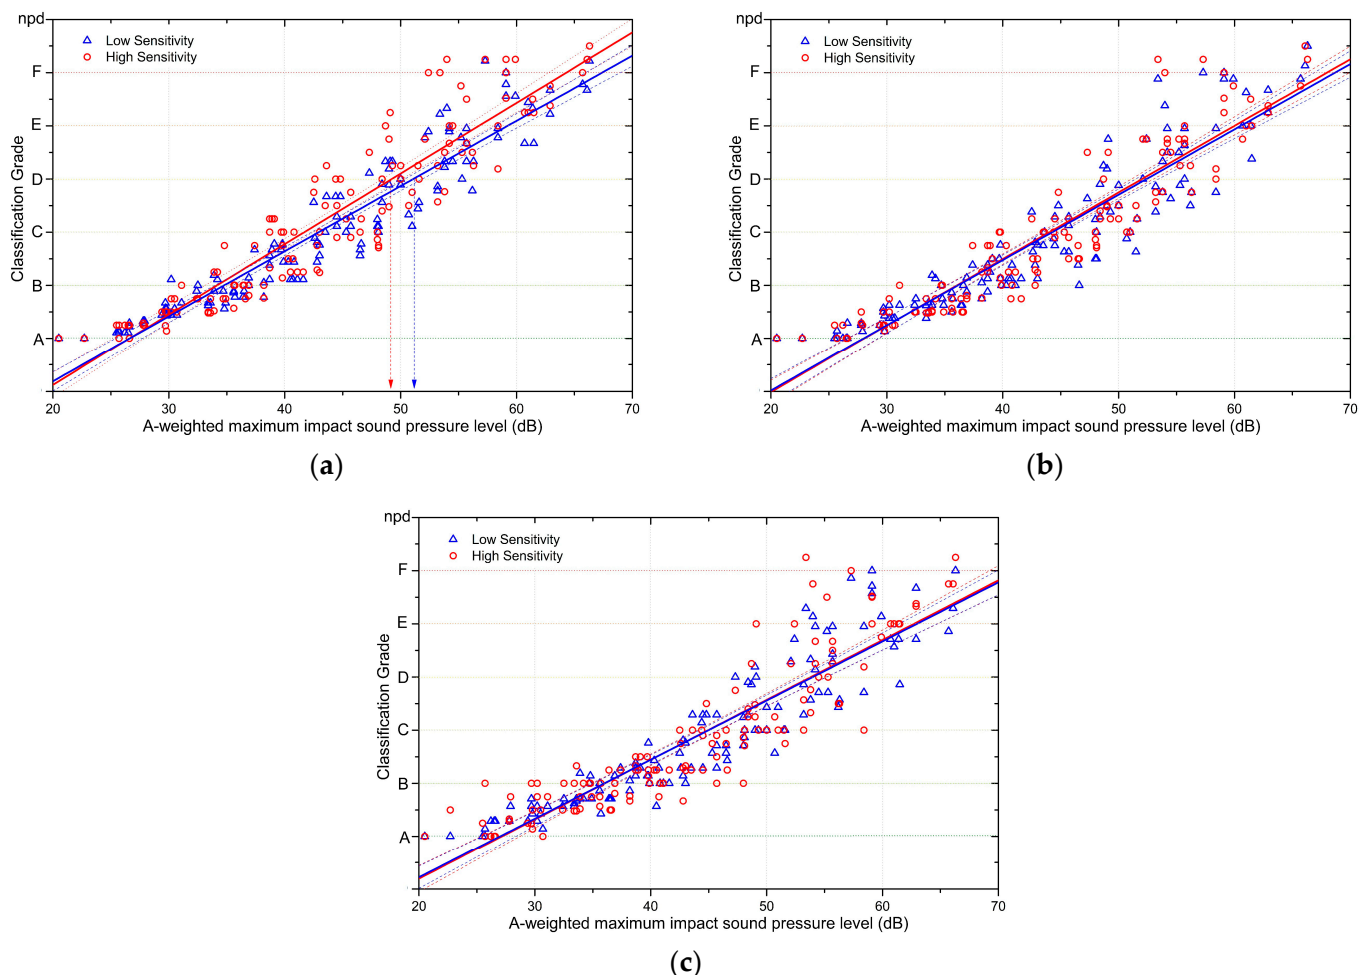 npd
Low Sensitivity
High Sensitivity
F
E
D
C
B
A
Classification Grade
20 30 40 50 60 70
A-weighted maximum impact sound pressure level (dB)
(a)
npd
Low Sensitivity
High Sensitivity
F
E
D
C
B
A
Classification Grade
20 30 40 50 60 70
A-weighted maximum impact sound pressure level (dB)
(b)
npd
Low Sensitivity
High Sensitivity
F
E
D
C
B
A
Classification Grade
20 30 40 50 60 70
A-weighted maximum impact sound pressure level (dB)
(c)